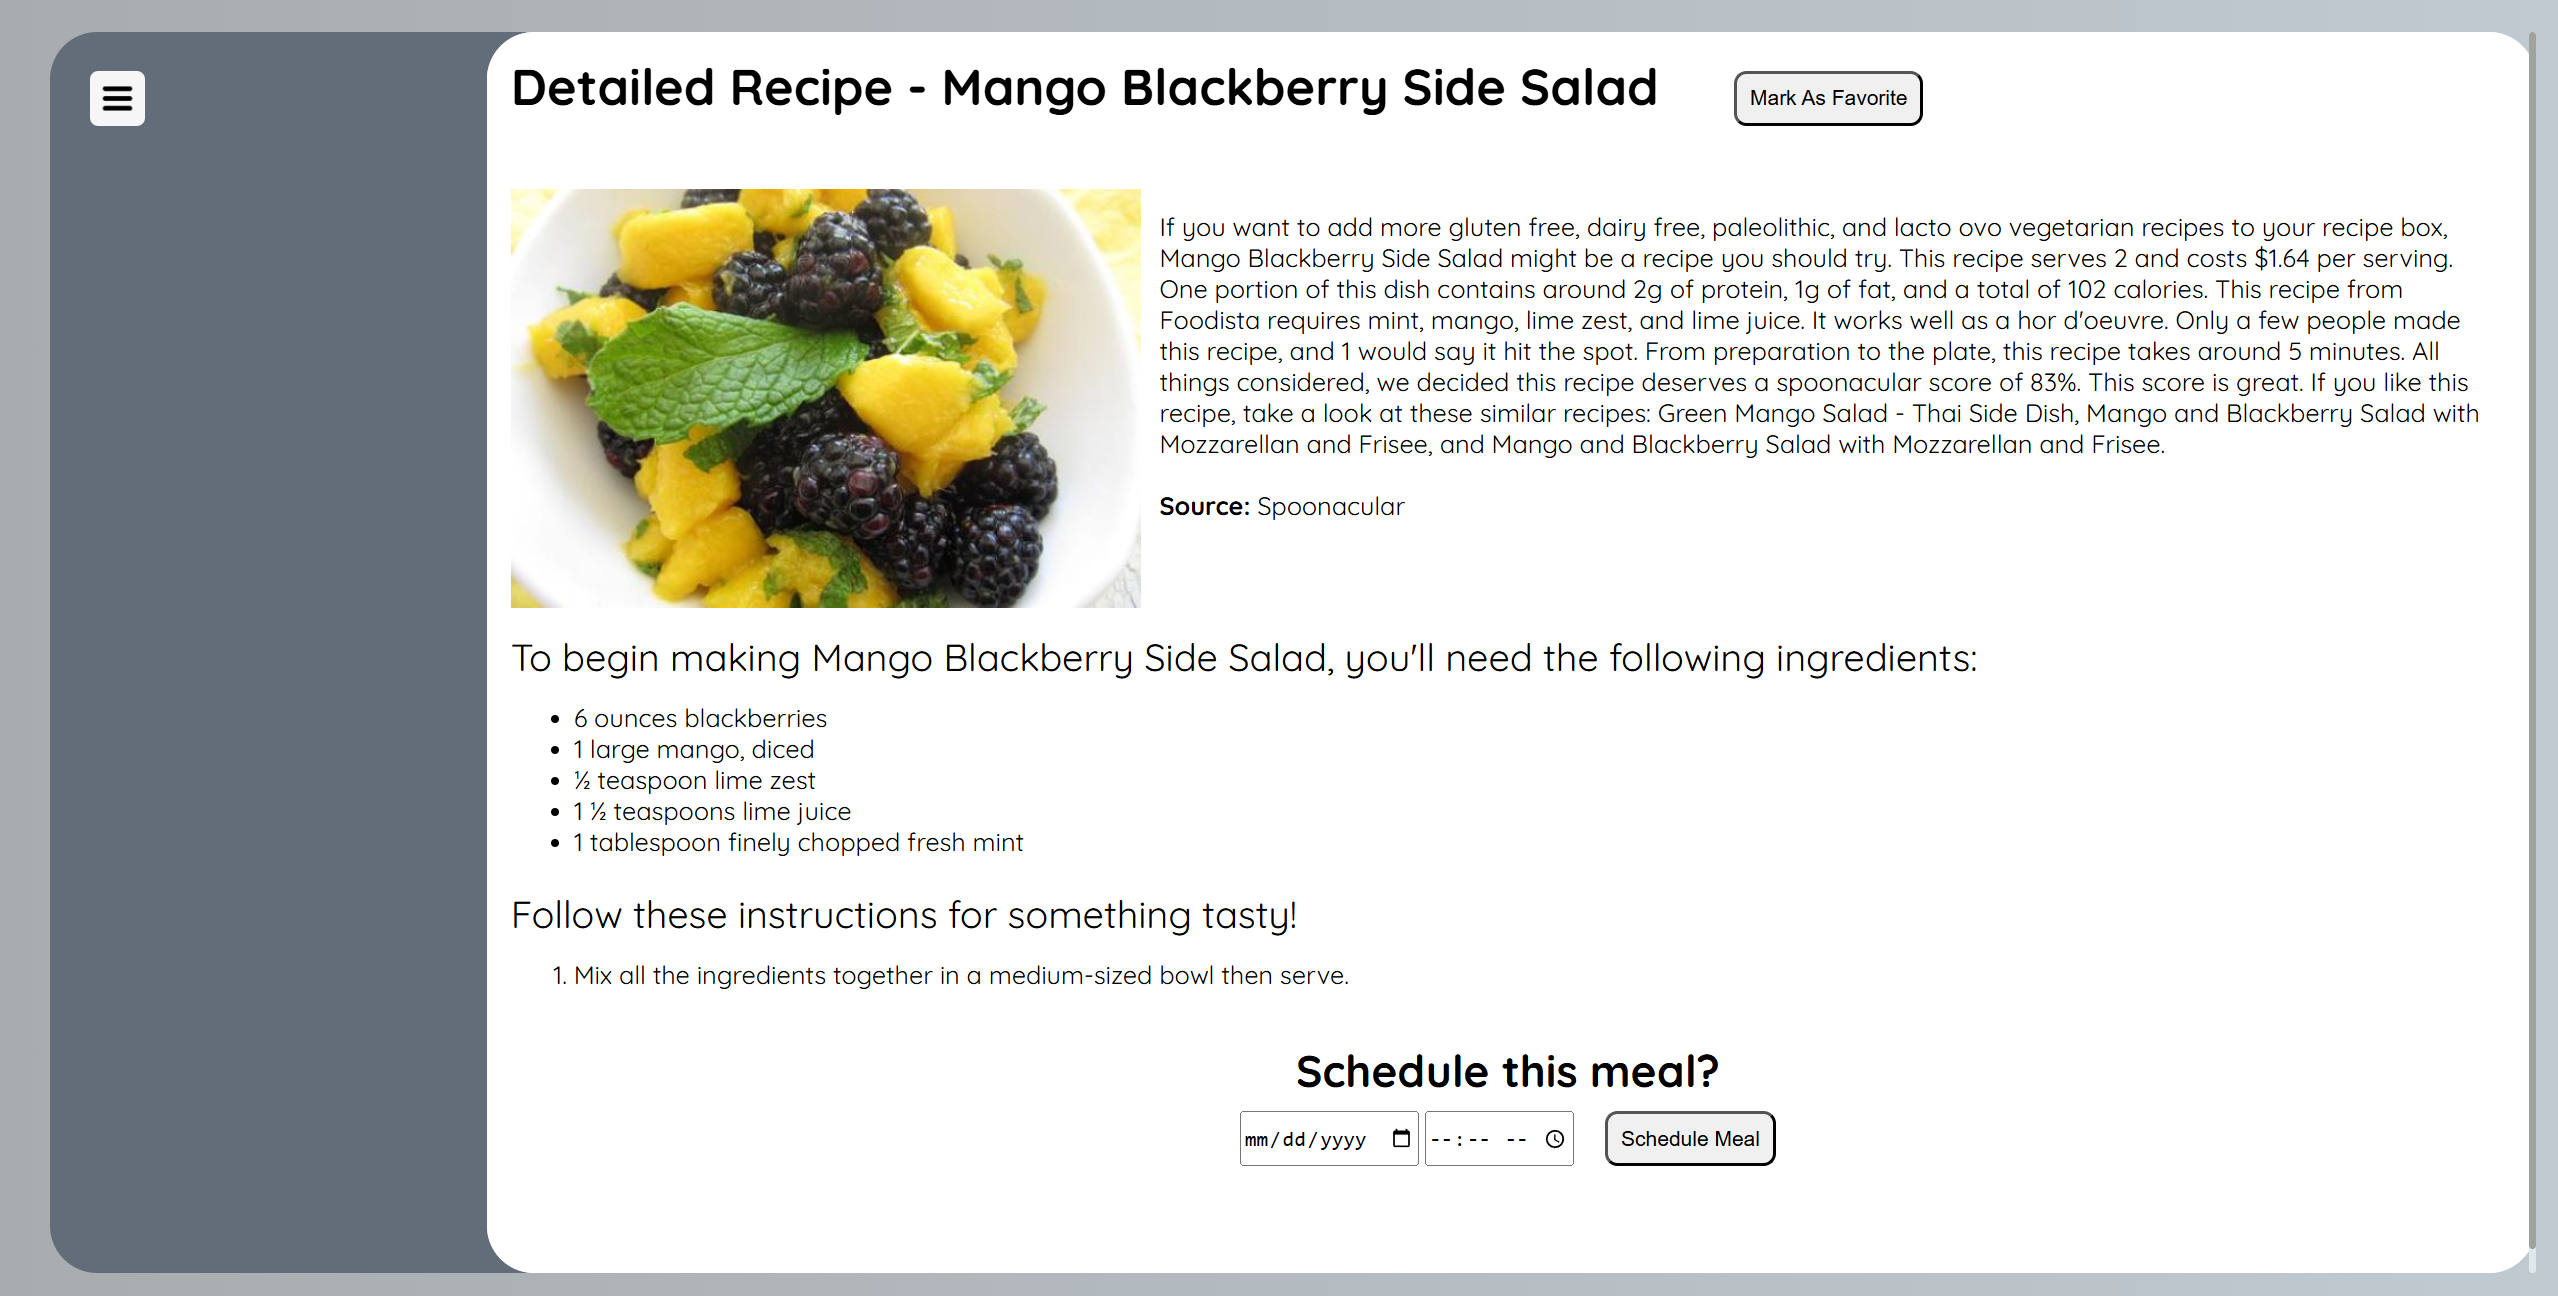 Detailed Recipe - Mango Blackberry Side Salad
Mark As Favorite
If you want to add more gluten free, dairy free, paleolithic, and lacto ovo vegetarian recipes to your recipe box,
Mango Blackberry Side Salad might be a recipe you should try. This recipe serves 2 and costs $1.64 per serving.
One portion of this dish contains around 2g of protein, 1g of fat, and a total of 102 calories. This recipe from
Foodista requires mint, mango, lime zest, and lime juice. It works well as a hor d'oeuvre. Only a few people made
this recipe, and 1 would say it hit the spot. From preparation to the plate, this recipe takes around 5 minutes. All
things considered, we decided this recipe deserves a spoonacular score of 83%. This score is great. If you like this
recipe, take a look at these similar recipes: Green Mango Salad - Thai Side Dish, Mango and Blackberry Salad with
Mozzarellan and Frisee, and Mango and Blackberry Salad with Mozzarellan and Frisee.
Source: Spoonacular
To begin making Mango Blackberry Side Salad, you'll need the following ingredients:
• 6 ounces blackberries
• 1 large mango, diced
• ½ teaspoon lime zest
• 1 ½ teaspoons lime juice
• 1 tablespoon finely chopped fresh mint
Follow these instructions for something tasty!
1. Mix all the ingredients together in a medium-sized bowl then serve.
Schedule this meal?
mm/dd/yyyy --:-- -- Schedule Meal